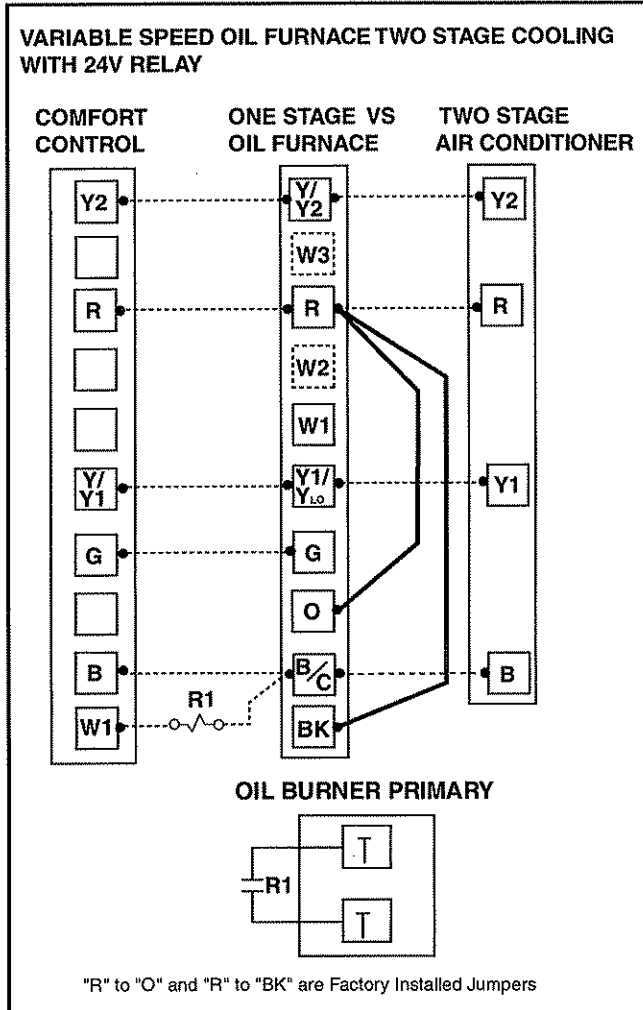 VARIABLE SPEED OIL FURNACE TWO STAGE COOLING
WITH 24V RELAY
COMFORT CONTROL
ONE STAGE VS OIL FURNACE
TWO STAGE AIR CONDITIONER
Y2 Y/Y2 Y2
W3
R R R
W2
W1
Y/Y1 Y1/YLO Y1
G G
O
B B/C B
R1
W1 BK
OIL BURNER PRIMARY
T
R1
T
"R" to "O" and "R" to "BK" are Factory Installed Jumpers